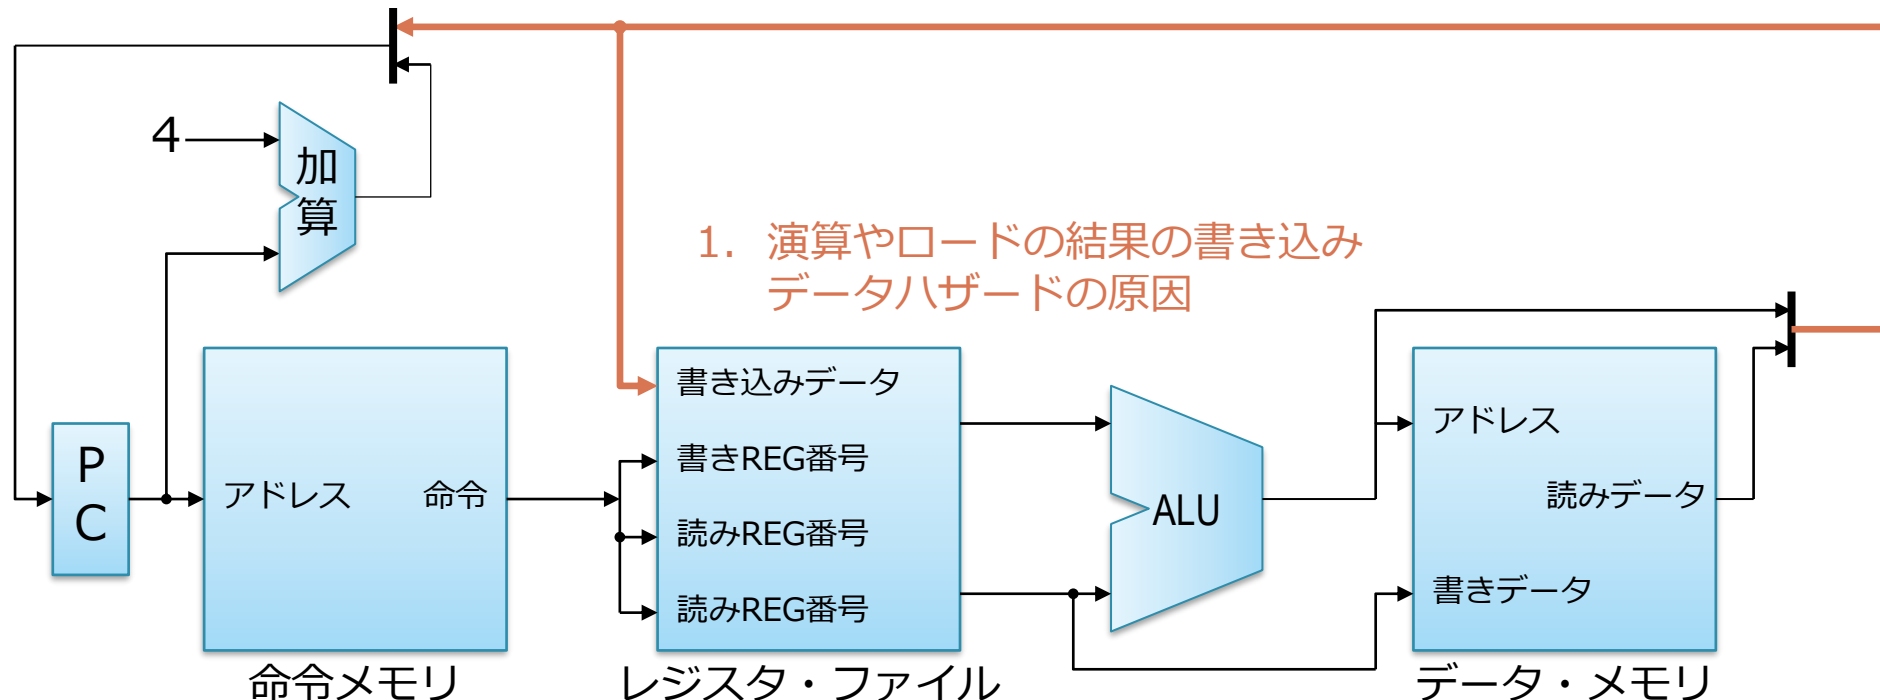 4
加
算
1. 演算やロードの結果の書き込み
データハザードの原因
P
C
アドレス
命令
命令メモリ
書き込みデータ
書きREG番号
読みREG番号
読みREG番号
レジスタ・ファイル
ALU
アドレス
読みデータ
書きデータ
データ・メモリ